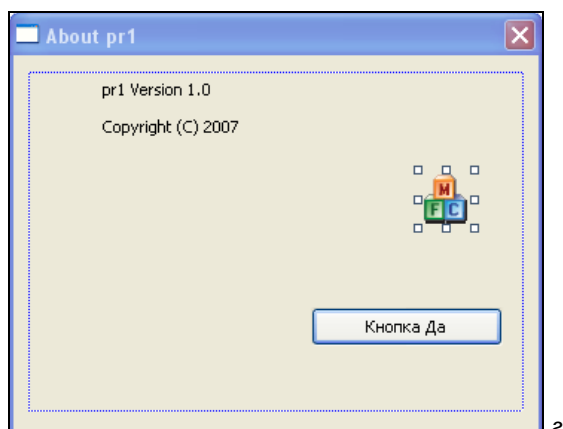 About pr1
pr1 Version 1.0
Copyright (C) 2007
M
F C
Кнопка Да
г